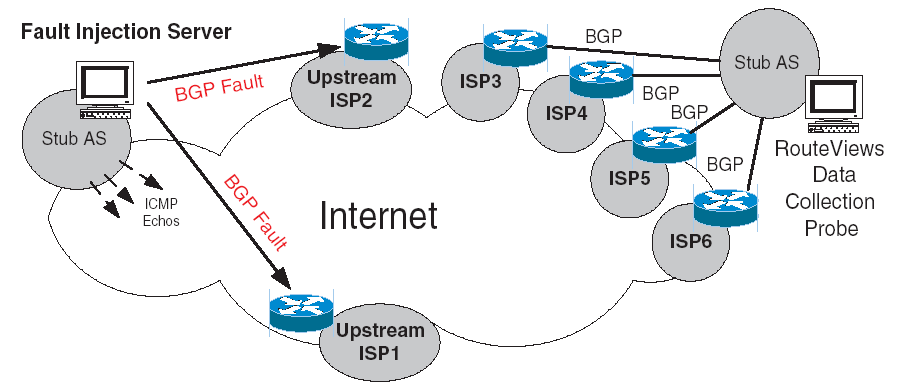 Fault Injection Server
BGP Fault
Upstream
ISP2
ISP3
BGP
Stub AS
ISP4
BGP
BGP
Stub AS
ICMP
Echos
BGP Fault
Internet
ISP5
BGP
RouteViews
Data
Collection
Probe
ISP6
Upstream
ISP1